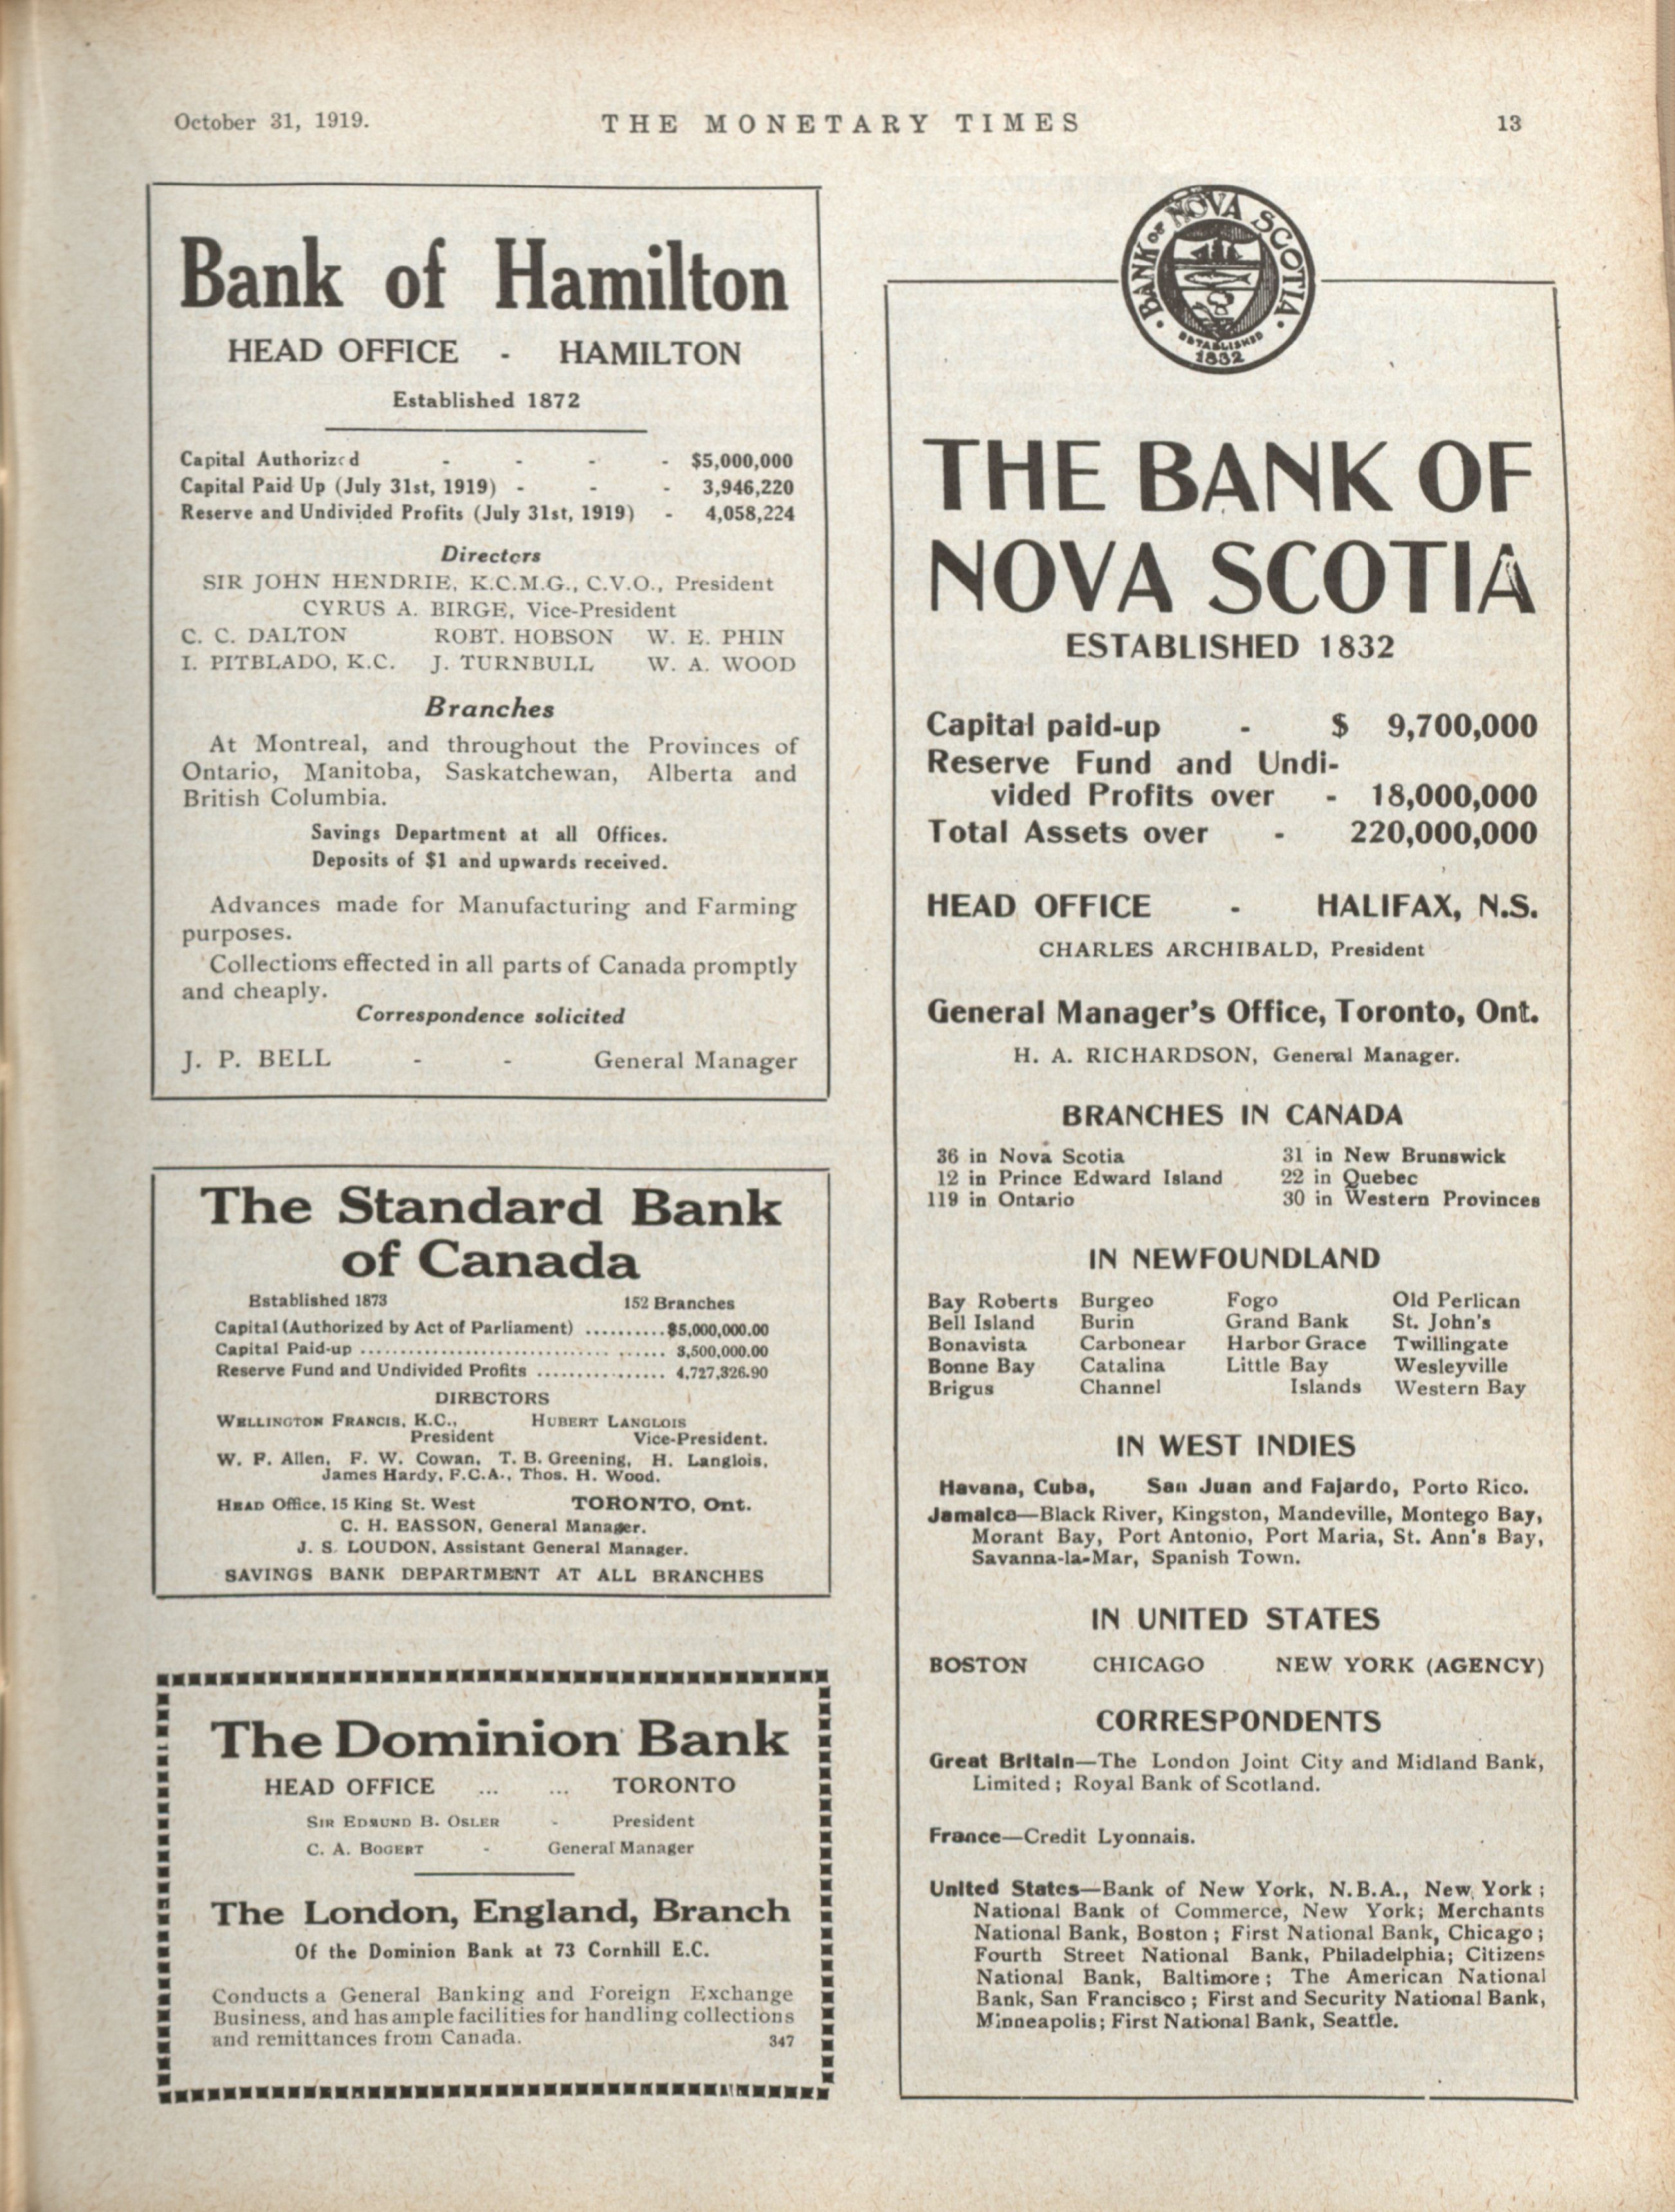 October 31, 1919.
THE MONETARY TIMES
13
Bank of Hamilton
HEAD OFFICE - HAMILTON
Established 1872
Capital Authorized - - - - $5,000,000
Capital Paid Up (July 31st, 1919) - - - 3,946,220
Reserve and Undivided Profits (July 31st, 1919) - 4,058,224
Directors
SIR JOHN HENDRIE, K.C.M.G., C.V.O., President
CYRUS A. BIRGE, Vice-President
C. C. DALTON ROBT. HOBSON W. E. PHIN
I. PITBLADO, K.C. J. TURNBULL W. A. WOOD
Branches
At Montreal, and throughout the Provinces of
Ontario, Manitoba, Saskatchewan, Alberta and
British Columbia.
Savings Department at all Offices.
Deposits of $1 and upwards received.
Advances made for Manufacturing and Farming
purposes.
Collections effected in all parts of Canada promptly
and cheaply.
Correspondence solicited
J. P. BELL - - General Manager
The Standard Bank
of Canada
Established 1873 152 Branches
Capital (Authorized by Act of Parliament) ..........$5,000,000.00
Capital Paid-up .................................... 3,500,000.00
Reserve Fund and Undivided Profits ................ 4,727,326.90
DIRECTORS
WELLINGTON FRANCIS, K.C., HUBERT LANGLOIS
President Vice-President.
W. F. Allen, F. W. Cowan, T. B. Greening, H. Langlois,
James Hardy, F.C.A., Thos. H. Wood.
HEAD Office, 15 King St. West TORONTO, Ont.
C. H. EASSON, General Manager.
J. S. LOUDON, Assistant General Manager.
SAVINGS BANK DEPARTMENT AT ALL BRANCHES
The Dominion Bank
HEAD OFFICE ... ... TORONTO
SIR EDMUND B. OSLER - President
C. A. BOGERT - General Manager
The London, England, Branch
Of the Dominion Bank at 73 Cornhill E.C.
Conducts a General Banking and Foreign Exchange
Business, and has ample facilities for handling collections
and remittances from Canada. 347
BANK OF NOVA SCOTIA
ESTABLISHED
1832
THE BANK OF
NOVA SCOTIA
ESTABLISHED 1832
Capital paid-up - $ 9,700,000
Reserve Fund and Undi-
vided Profits over - 18,000,000
Total Assets over - 220,000,000
HEAD OFFICE - HALIFAX, N.S.
CHARLES ARCHIBALD, President
General Manager's Office, Toronto, Ont.
H. A. RICHARDSON, General Manager.
BRANCHES IN CANADA
36 in Nova Scotia 31 in New Brunswick
12 in Prince Edward Island 22 in Quebec
119 in Ontario 30 in Western Provinces
IN NEWFOUNDLAND
Bay Roberts Burgeo Fogo Old Perlican
Bell Island Burin Grand Bank St. John's
Bonavista Carbonear Harbor Grace Twillingate
Bonne Bay Catalina Little Bay Wesleyville
Brigus Channel Islands Western Bay
IN WEST INDIES
Havana, Cuba, San Juan and Fajardo, Porto Rico.
Jamaica—Black River, Kingston, Mandeville, Montego Bay,
Morant Bay, Port Antonio, Port Maria, St. Ann's Bay,
Savanna-la-Mar, Spanish Town.
IN UNITED STATES
BOSTON CHICAGO NEW YORK (AGENCY)
CORRESPONDENTS
Great Britain—The London Joint City and Midland Bank,
Limited; Royal Bank of Scotland.
France—Credit Lyonnais.
United States—Bank of New York, N.B.A., New York;
National Bank of Commerce, New York; Merchants
National Bank, Boston; First National Bank, Chicago;
Fourth Street National Bank, Philadelphia; Citizens
National Bank, Baltimore; The American National
Bank, San Francisco; First and Security National Bank,
Minneapolis; First National Bank, Seattle.